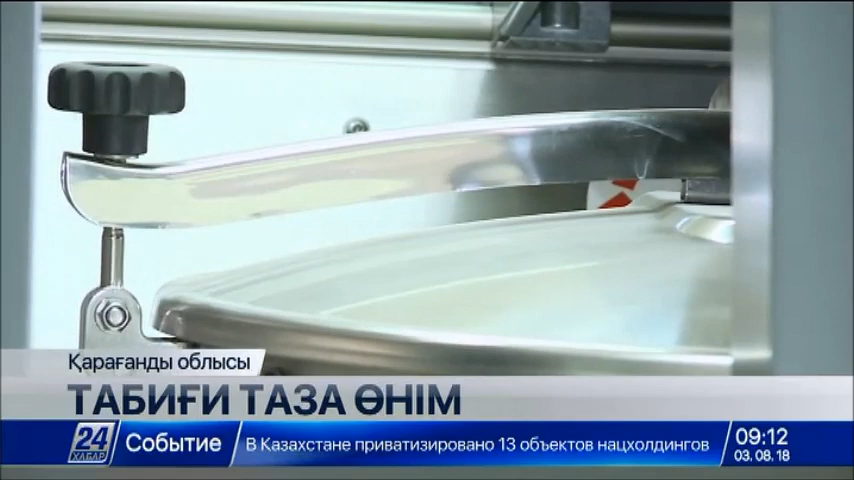 Қарағанды облысы
ТАБИҒИ ТАЗА ӨНІМ
24 ХАБАР
Событие
В Казахстане приватизировано 13 объектов нацхолдингов
09:12
03. 08. 18